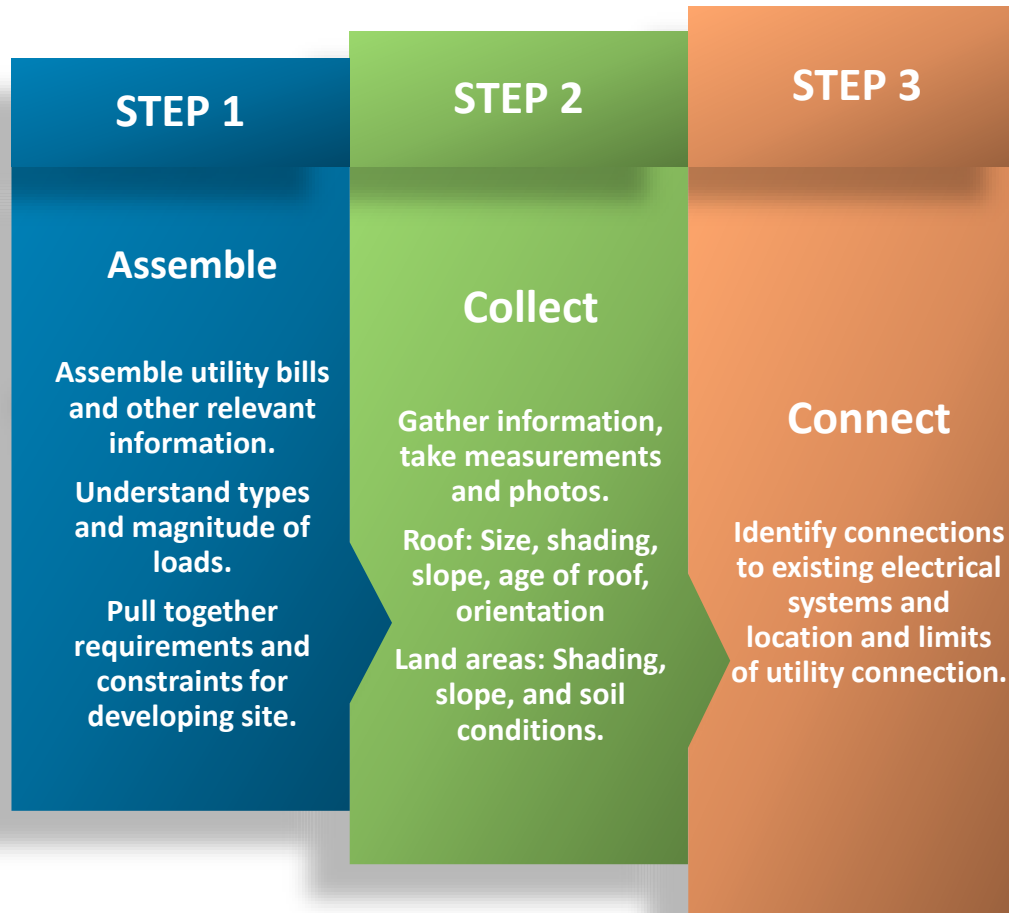 STEP 1
Assemble
Assemble utility bills
and other relevant
information.
Understand types
and magnitude of
loads.
Pull together
requirements and
constraints for
developing site.
STEP 2
Collect
Gather information,
take measurements
and photos.
Roof: Size, shading,
slope, age of roof,
orientation
Land areas: Shading,
slope, and soil
conditions.
STEP 3
Connect
Identify connections
to existing electrical
systems and
location and limits
of utility connection.